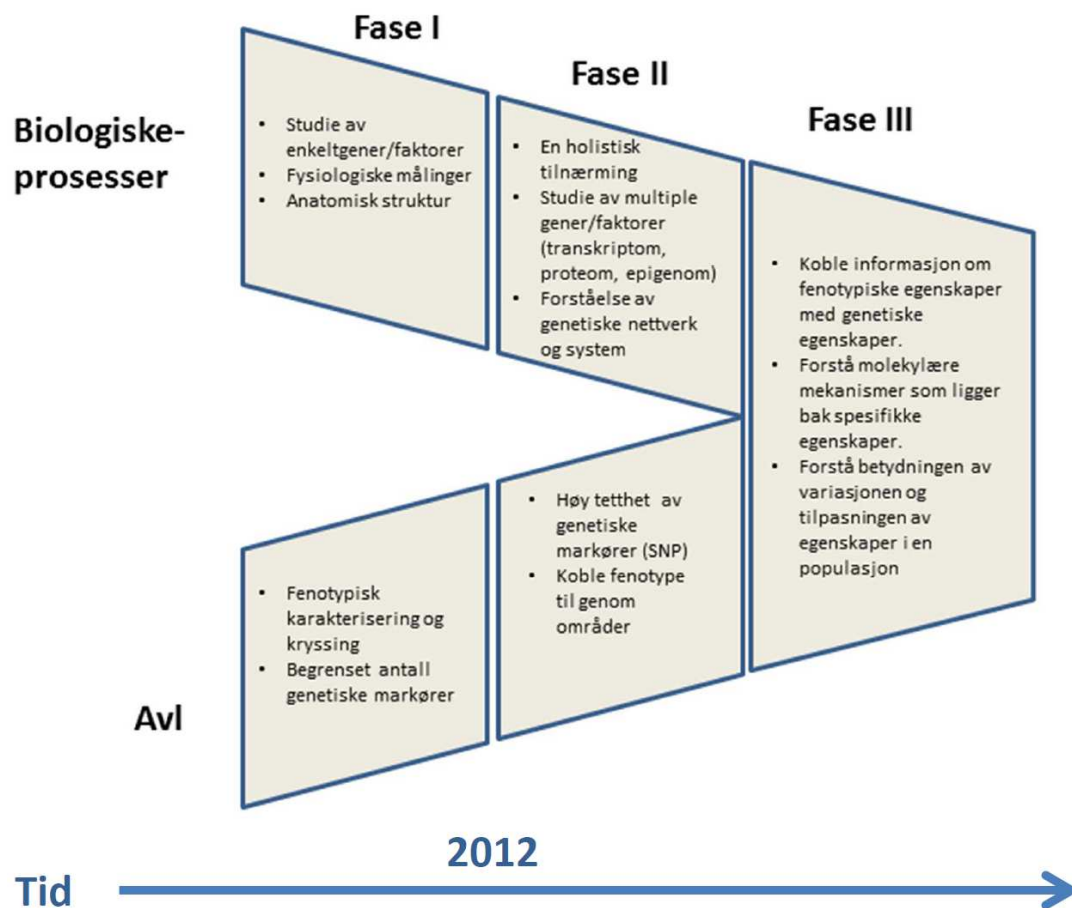 Fase I
Fase II
Fase III
Biologiske-
prosesser
• Studie av
enkeltgener/faktorer
• Fysiologiske målinger
• Anatomisk struktur
• En holistisk
tilnærming
• Studie av multiple
gener/faktorer
(transkriptom,
proteom, epigenom)
• Forståelse av
genetiske nettverk
og system
• Koble informasjon om
fenotypiske egenskaper
med genetiske
egenskaper.
• Forstå molekylære
mekanismer som ligger
bak spesifikke
egenskaper.
• Forstå betydningen av
variasjonen og
tilpasningen av
egenskaper i en
populasjon
Avl
• Fenotypisk
karakterisering og
kryssing
• Begrenset antall
genetiske markører
• Høy tetthet av
genetiske
markører (SNP)
• Koble fenotype
til genom
områder
2012
Tid